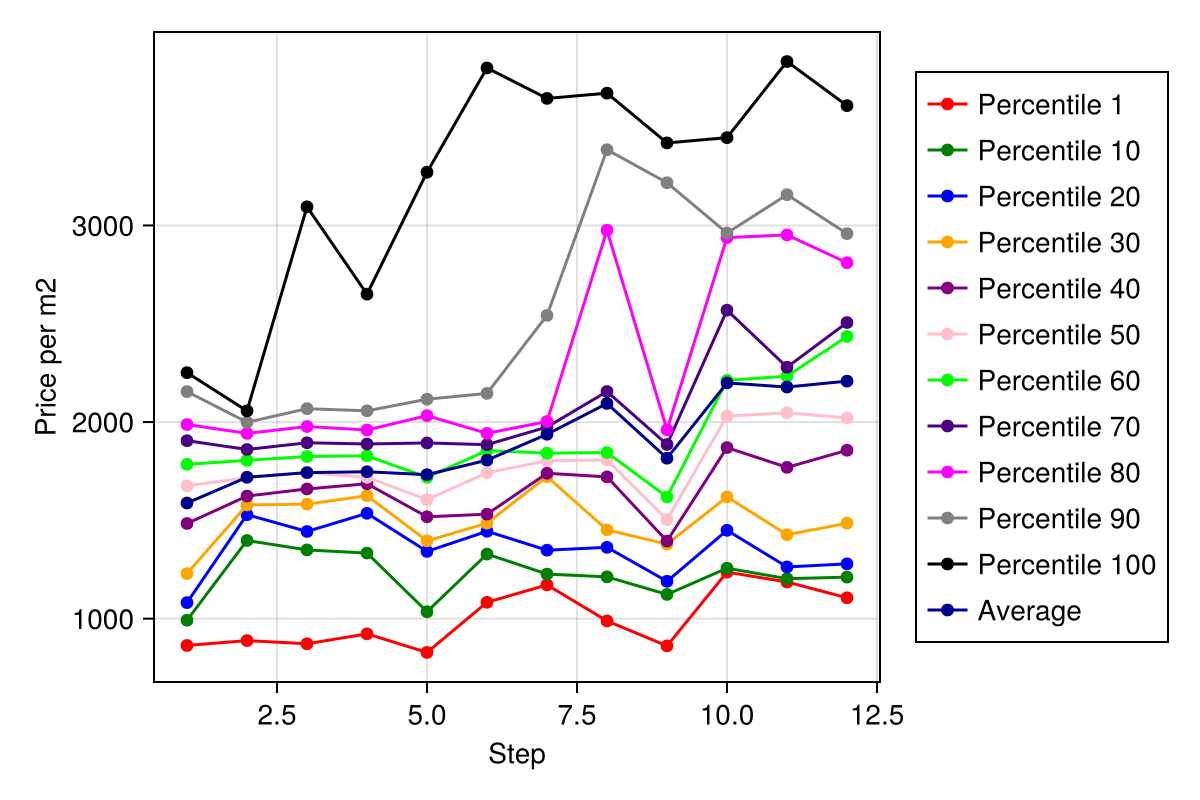 Price per m2
3000
2000
1000
2.5
5.0
7.5
10.0
12.5
Step
Percentile 1
Percentile 10
Percentile 20
Percentile 30
Percentile 40
Percentile 50
Percentile 60
Percentile 70
Percentile 80
Percentile 90
Percentile 100
Average